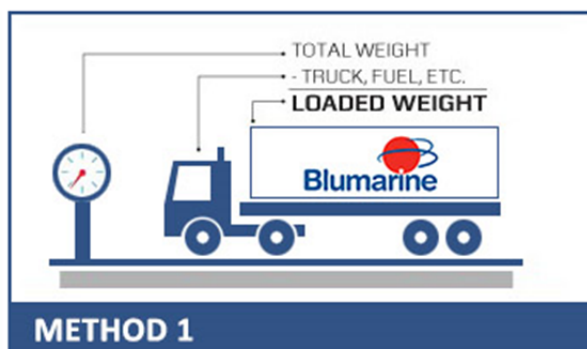 TOTAL WEIGHT
- TRUCK, FUEL, ETC.
LOADED WEIGHT
Blumarine
METHOD 1